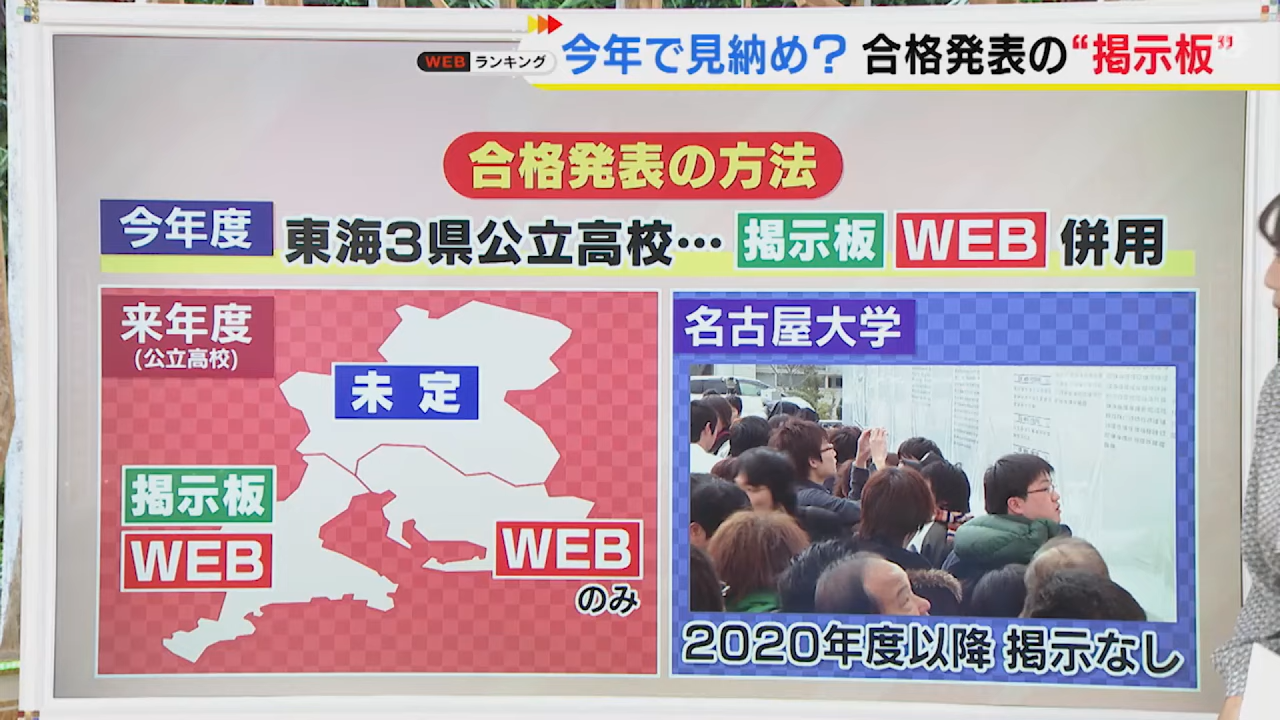 WEB ランキング
今年で見納め？ 合格発表の“掲示板”
合格発表の方法
今年度 東海3県公立高校… 掲示板 WEB 併用
来年度
(公立高校)
未定
掲示板
WEB
WEB
のみ
名古屋大学
2020年度以降 掲示なし